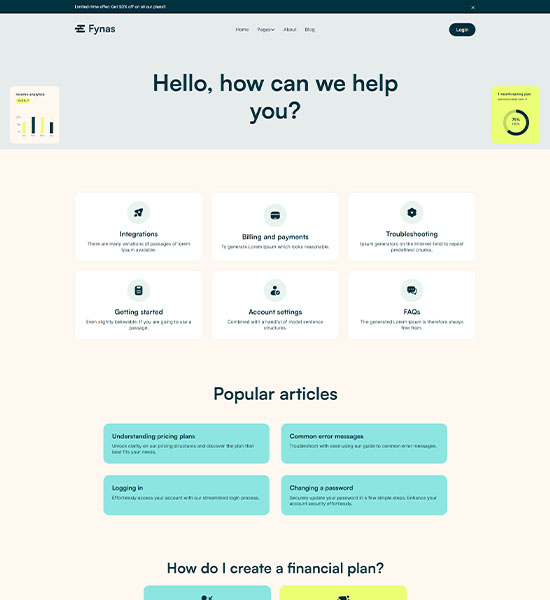 Limited-time offer! Get 50% off on all our plans!
Fynas
Home
Pages
About
Blog
Login
Hello, how can we help
you?
Income analytics
75%
Integrations
There are many variations of passages of lorem
Ipsum available.
Billing and payments
To generate Lorem Ipsum which looks reasonable.
Troubleshooting
Ipsum generators on the Internet tend to repeat
predefined chunks.
Getting started
Even slightly believable. If you are going to use a
passage.
Account settings
Combined with a handful of model sentence
structures.
FAQs
The generated Lorem Ipsum is therefore always
free from.
Popular articles
Understanding pricing plans
Unlock clarity on our pricing structures and discover the plan that
best fits your needs.
Common error messages
Troubleshoot with ease using our guide to common error messages.
Logging in
Effortlessly access your account with our streamlined login process.
Changing a password
Securely update your password in a few simple steps. Enhance your
account security effortlessly.
How do I create a financial plan?